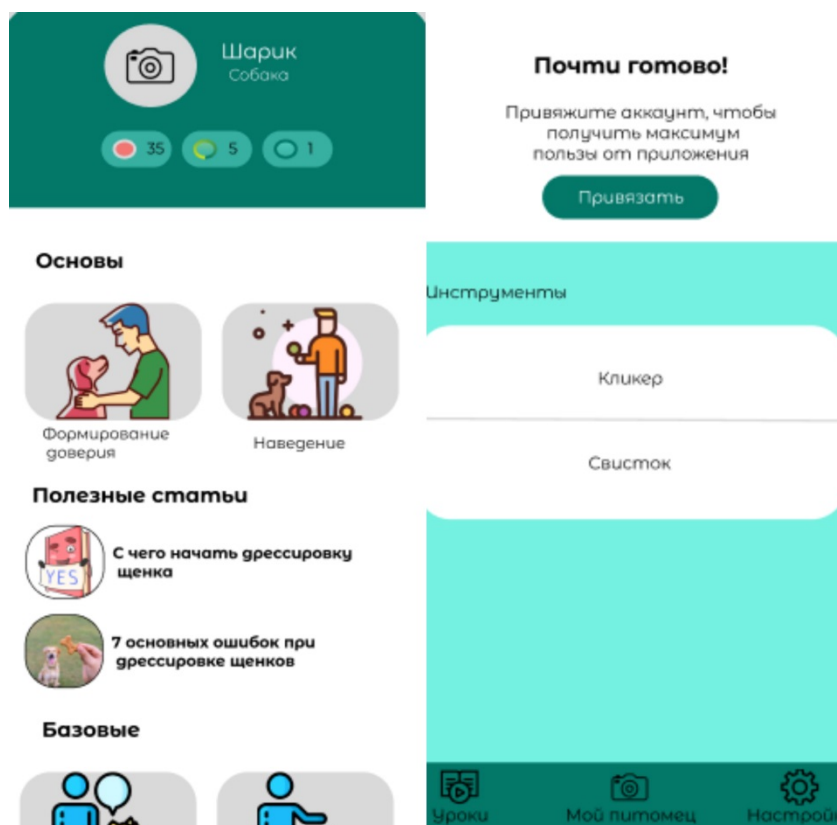 Шарик
Собака
35
5
1
Основы
Формирование
доверия
Наведение
Полезные статьи
YES
С чего начать дрессировку
щенка
7 основных ошибок при
дрессировке щенков
Базовые
Почти готово!
Привяжите аккаунт, чтобы
получить максимум
пользы от приложения
Привязать
Инструменты
Кликер
Свисток
Уроки
Мой питомец
Настрой